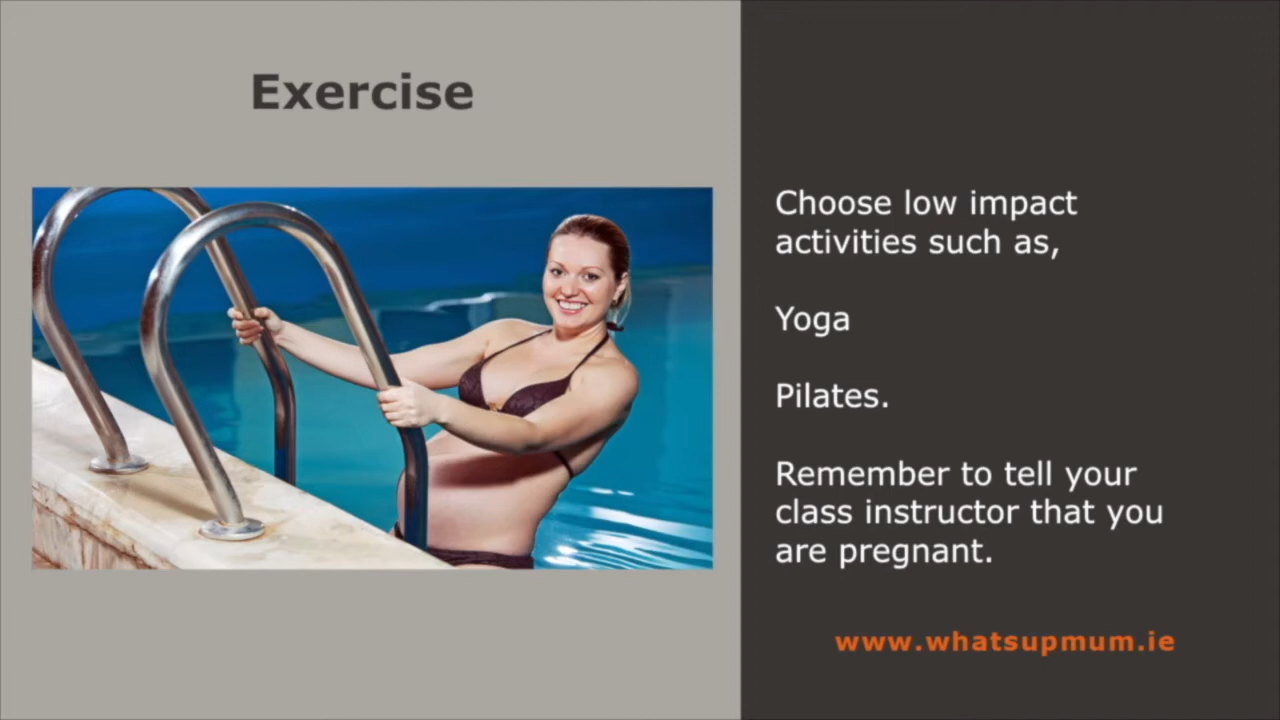 Exercise
Choose low impact
activities such as,
Yoga
Pilates.
Remember to tell your
class instructor that you
are pregnant.
www.whatsupmum.ie